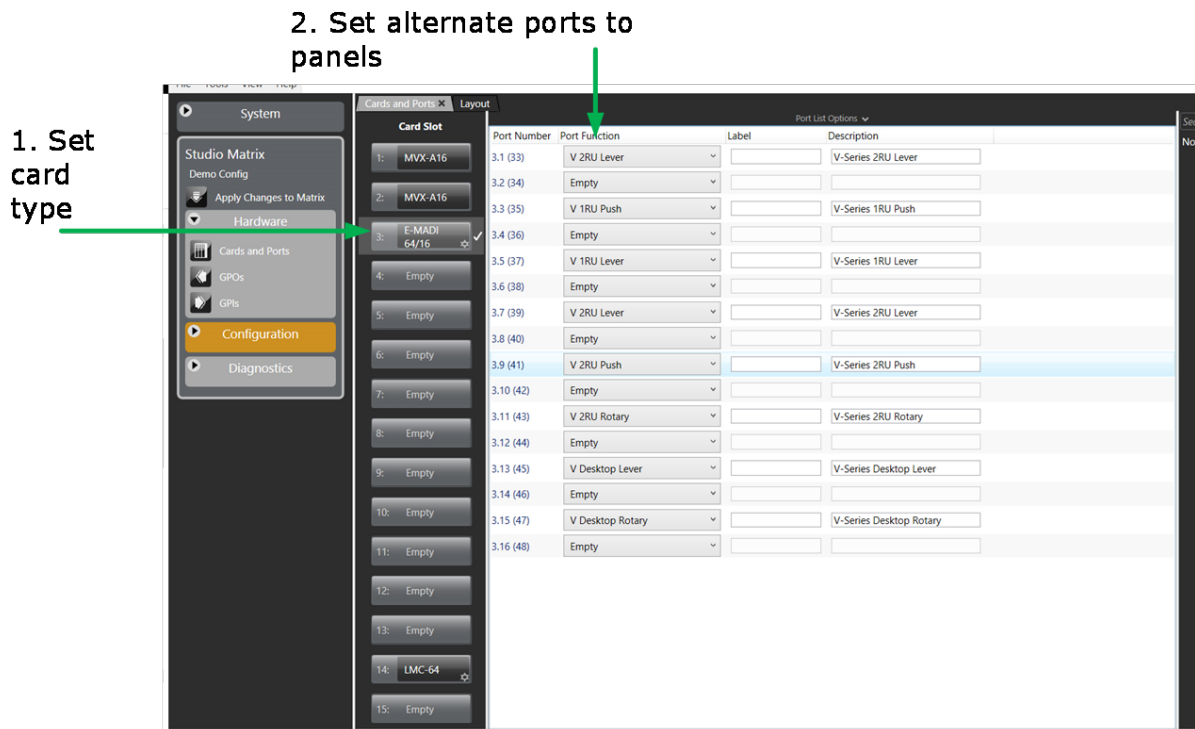 2. Set alternate ports to
panels
1. Set
card
type
File Tools View Help
System
Studio Matrix
Demo Config
Apply Changes to Matrix
Hardware
Cards and Ports
GPOs
GPIs
Configuration
Diagnostics
Cards and Ports × Layout
Card Slot
1: MVX-A16
2: MVX-A16
3: E-MADI
64/16
4: Empty
5: Empty
6: Empty
7: Empty
8: Empty
9: Empty
10: Empty
11: Empty
12: Empty
13: Empty
14: LMC-64
15: Empty
Port List Options
Port Number Port Function Label Description
3.1 (33) V 2RU Lever V-Series 2RU Lever
3.2 (34) Empty
3.3 (35) V 1RU Push V-Series 1RU Push
3.4 (36) Empty
3.5 (37) V 1RU Lever V-Series 1RU Lever
3.6 (38) Empty
3.7 (39) V 2RU Lever V-Series 2RU Lever
3.8 (40) Empty
3.9 (41) V 2RU Push V-Series 2RU Push
3.10 (42) Empty
3.11 (43) V 2RU Rotary V-Series 2RU Rotary
3.12 (44) Empty
3.13 (45) V Desktop Lever V-Series Desktop Lever
3.14 (46) Empty
3.15 (47) V Desktop Rotary V-Series Desktop Rotary
3.16 (48) Empty
No